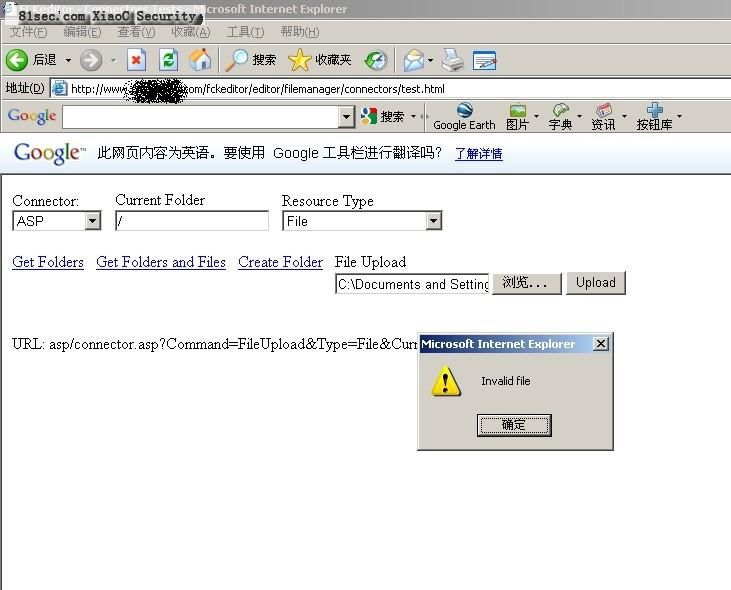 81sec.com XiaoC Security
FCKeditor - Connectors Tests - Microsoft Internet Explorer
文件(F) 编辑(E) 查看(V) 收藏(A) 工具(T) 帮助(H)
后退 搜索 收藏夹
地址(D) http://www. com/fckeditor/editor/filemanager/connectors/test.html
Google 搜索 Google Earth 图片 字典 资讯 按钮库
Google™ 此网页内容为英语。要使用 Google 工具栏进行翻译吗? 了解详情
Connector: Current Folder Resource Type
ASP / File
Get Folders Get Folders and Files Create Folder File Upload
C:\Documents and Setting 浏览... Upload
URL: asp/connector.asp?Command=FileUpload&Type=File&Curr
Microsoft Internet Explorer
Invalid file
确定